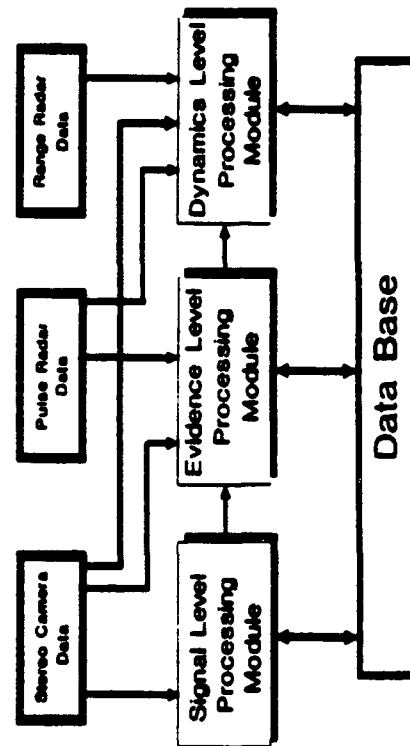 Stereo Camera
Data
Pulse Radar
Data
Range Radar
Data
Signal Level
Processing
Module
Evidence Level
Processing
Module
Dynamics Level
Processing
Module
Data Base